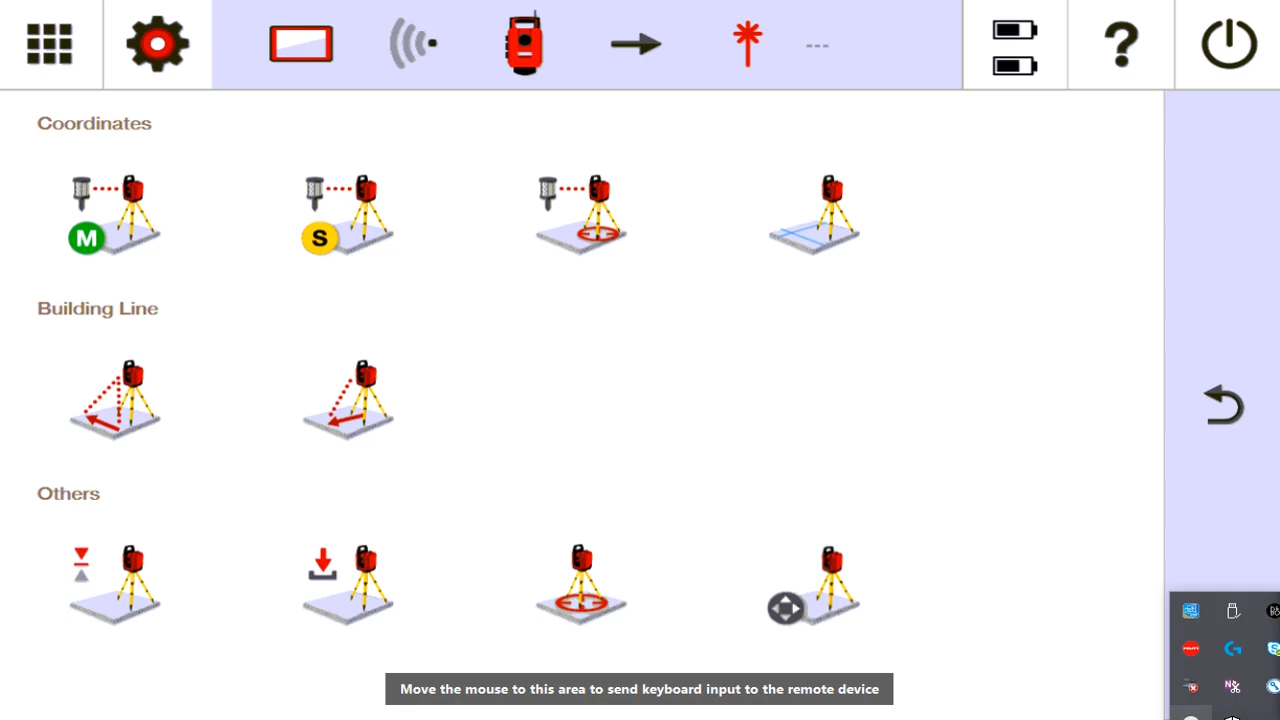 ?
---
Coordinates
M
S
Building Line
Others
Move the mouse to this area to send keyboard input to the remote device